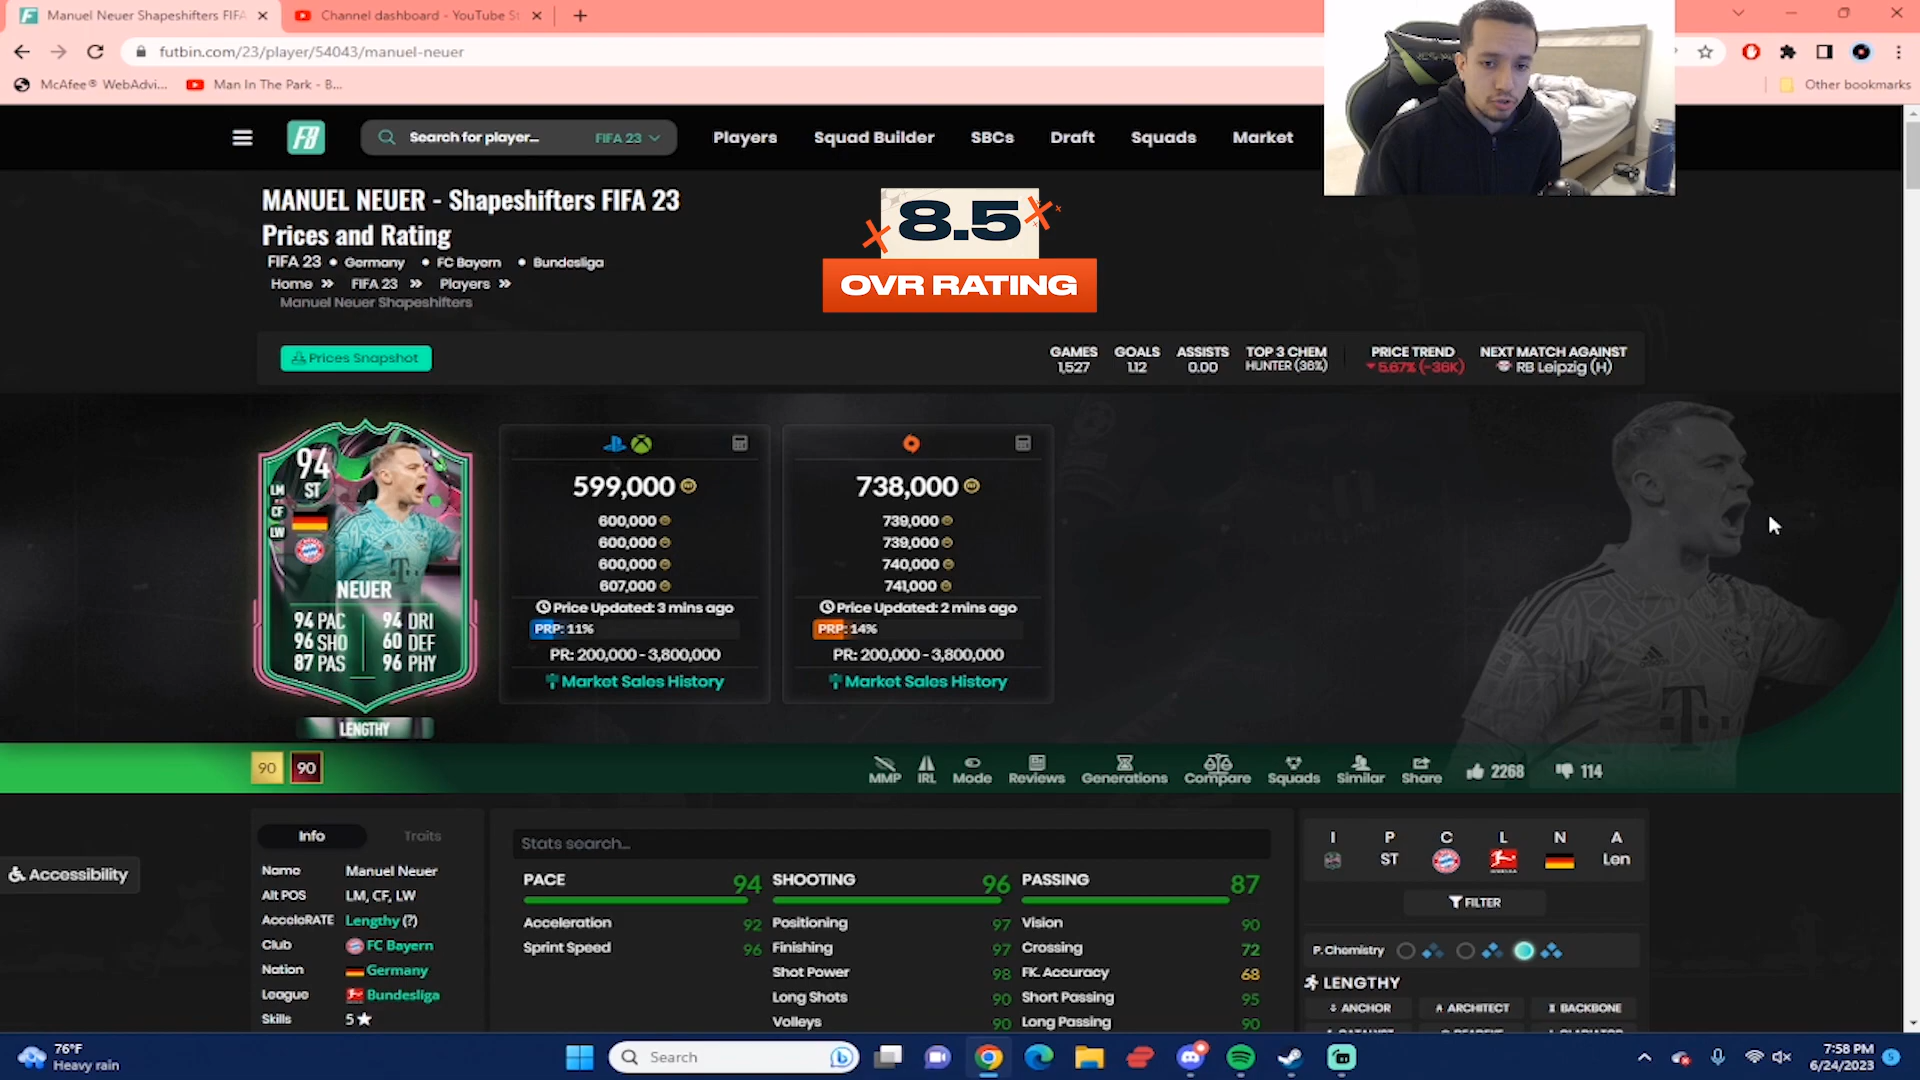 Manuel Neuer Shapeshifters FIFA
Channel dashboard - YouTube St
futbin.com/23/player/54043/manuel-neuer
McAfee® WebAdvi...
Man In The Park - B...
Other bookmarks
FB
Search for player...
FIFA 23
Players
Squad Builder
SBCs
Draft
Squads
Market
MANUEL NEUER - Shapeshifters FIFA 23
Prices and Rating
FIFA 23 • Germany • FC Bayern • Bundesliga
Home » FIFA 23 » Players »
Manuel Neuer Shapeshifters
8.5
OVR RATING
Prices Snapshot
GAMES GOALS ASSISTS TOP 3 CHEM PRICE TREND NEXT MATCH AGAINST
1,527 1.12 0.00 HUNTER (36%) 5.67% (-36K) RB Leipzig (H)
94
ST
LM
CF
LW
NEUER
94 PAC 94 DRI
96 SHO 60 DEF
87 PAS 96 PHY
LENGTHY
599,000
600,000
600,000
600,000
607,000
Price Updated: 3 mins ago
PRP: 11%
PR: 200,000 - 3,800,000
Market Sales History
738,000
739,000
739,000
740,000
741,000
Price Updated: 2 mins ago
PRP: 14%
PR: 200,000 - 3,800,000
Market Sales History
90 90
MMP IRL Mode Reviews Generations Compare Squads Similar Share 2268 114
Info Traits
Name Manuel Neuer
Alt POS LM, CF, LW
AcceleRATE Lengthy (?)
Club FC Bayern
Nation Germany
League Bundesliga
Skills 5★
Accessibility
Stats search...
PACE 94
Acceleration 92
Sprint Speed 96
SHOOTING 96
Positioning 97
Finishing 97
Shot Power 98
Long Shots 90
Volleys 90
PASSING 87
Vision 90
Crossing 72
FK. Accuracy 68
Short Passing 95
Long Passing 90
I P C L N A
ST Len
FILTER
P. Chemistry
LENGTHY
ANCHOR ARCHITECT BACKBONE
76°F
Heavy rain
Search
7:58 PM
6/24/2023